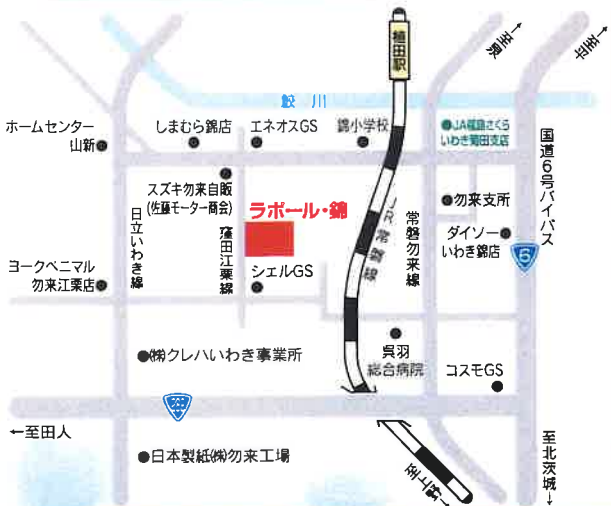 植田駅
至泉→
至平→
鮫川
ホームセンター
山新
しまむら錦店
エネオスGS
錦小学校
JA福島さくら
いわき菊田支店
国道6号バイパス
スズキ勿来自販
(佐藤モーター商会)
ラポール・錦
勿来支所
日立いわき線
窪田江栗線
JR常磐線
常磐勿来線
ダイソー
いわき錦店
6
ヨークベニマル
勿来江栗店
シェルGS
㈱クレハいわき事業所
呉羽
総合病院
コスモGS
289
←至田人
日本製紙㈱勿来工場
至上野→
至北茨城→